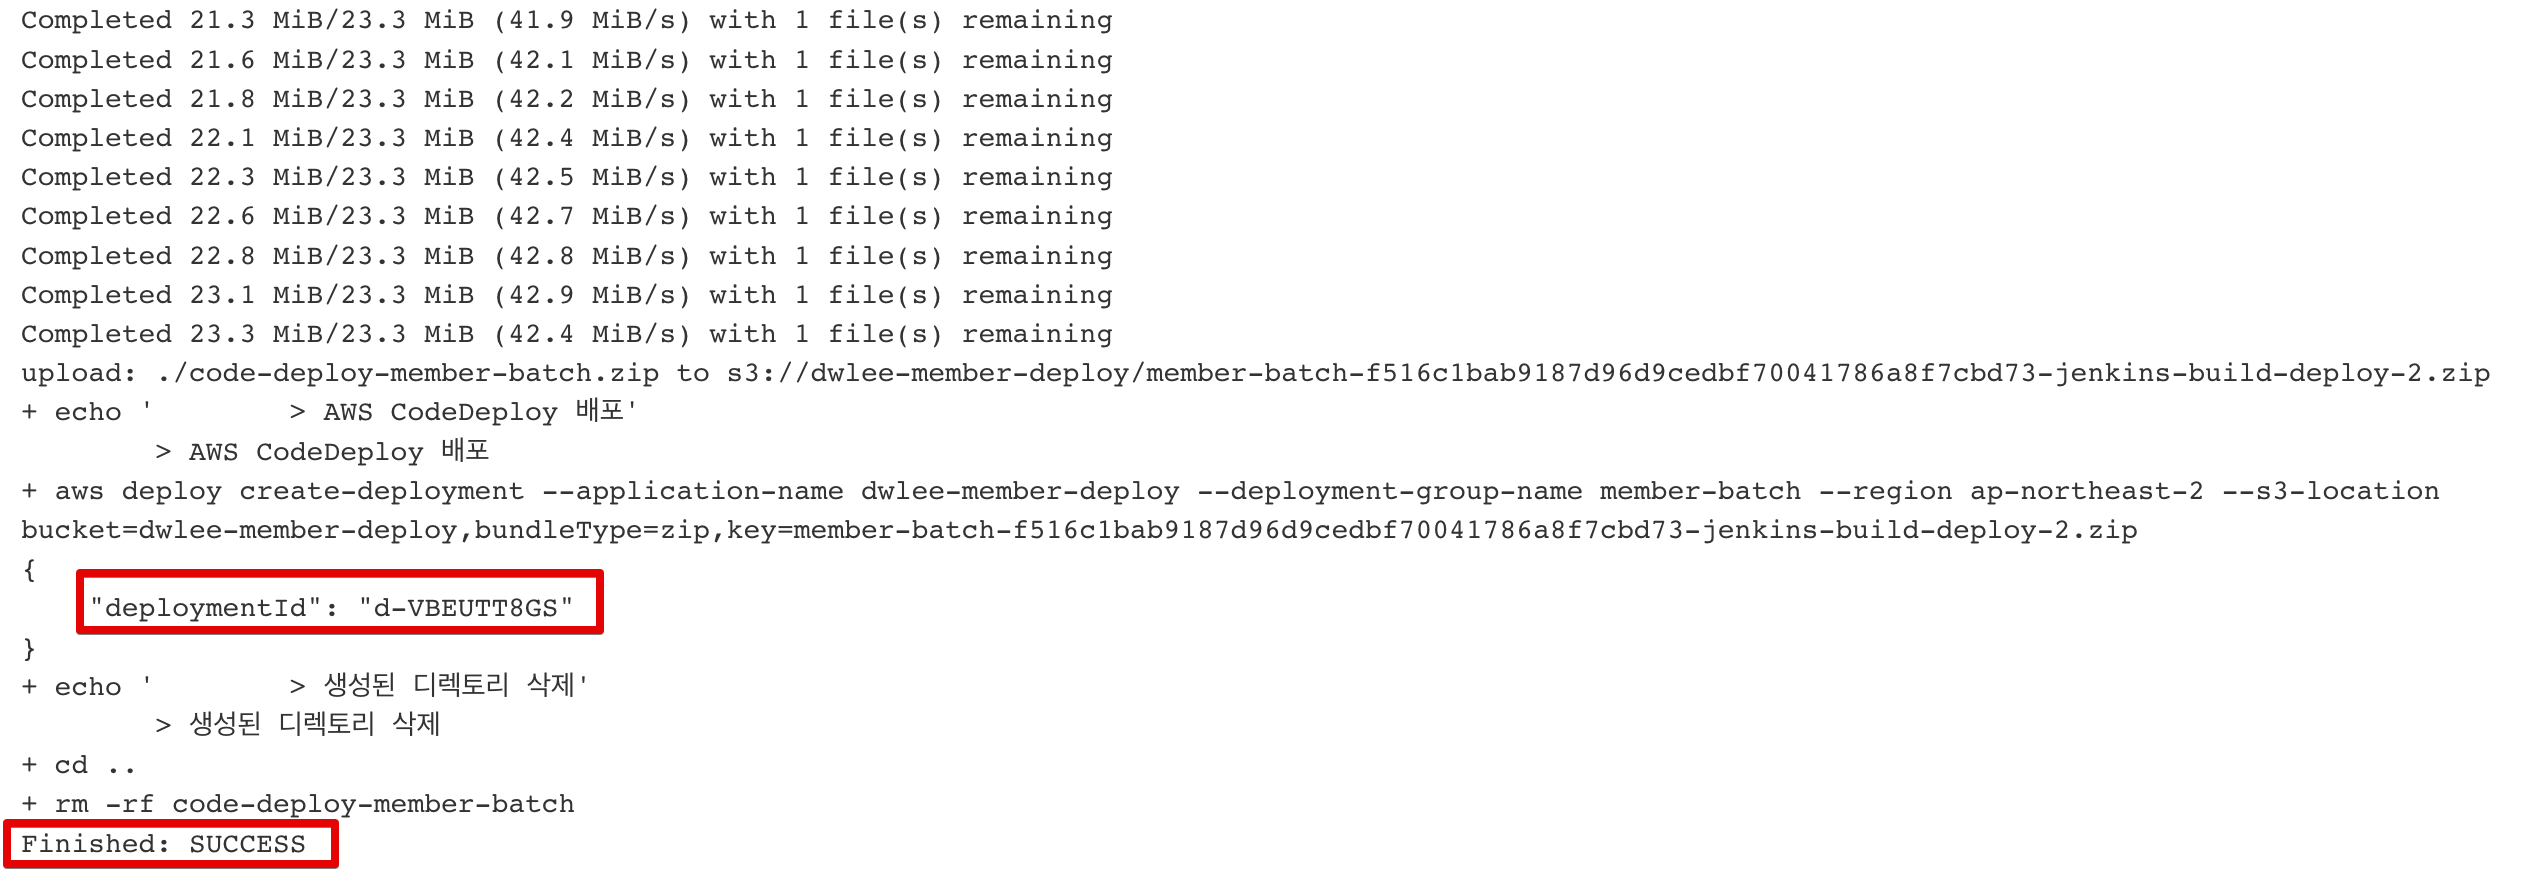 Completed 21.3 MiB/23.3 MiB (41.9 MiB/s) with 1 file(s) remaining
Completed 21.6 MiB/23.3 MiB (42.1 MiB/s) with 1 file(s) remaining
Completed 21.8 MiB/23.3 MiB (42.2 MiB/s) with 1 file(s) remaining
Completed 22.1 MiB/23.3 MiB (42.4 MiB/s) with 1 file(s) remaining
Completed 22.3 MiB/23.3 MiB (42.5 MiB/s) with 1 file(s) remaining
Completed 22.6 MiB/23.3 MiB (42.7 MiB/s) with 1 file(s) remaining
Completed 22.8 MiB/23.3 MiB (42.8 MiB/s) with 1 file(s) remaining
Completed 23.1 MiB/23.3 MiB (42.9 MiB/s) with 1 file(s) remaining
Completed 23.3 MiB/23.3 MiB (42.4 MiB/s) with 1 file(s) remaining
upload: ./code-deploy-member-batch.zip to s3://dwlee-member-deploy/member-batch-f516c1bab9187d96d9cedbf70041786a8f7cbd73-jenkins-build-deploy-2.zip
+ echo '        > AWS CodeDeploy 배포'
        > AWS CodeDeploy 배포
+ aws deploy create-deployment --application-name dwlee-member-deploy --deployment-group-name member-batch --region ap-northeast-2 --s3-location
bucket=dwlee-member-deploy,bundleType=zip,key=member-batch-f516c1bab9187d96d9cedbf70041786a8f7cbd73-jenkins-build-deploy-2.zip
{
    "deploymentId": "d-VBEUTT8GS"
}
+ echo '        > 생성된 디렉토리 삭제'
        > 생성된 디렉토리 삭제
+ cd ..
+ rm -rf code-deploy-member-batch
Finished: SUCCESS